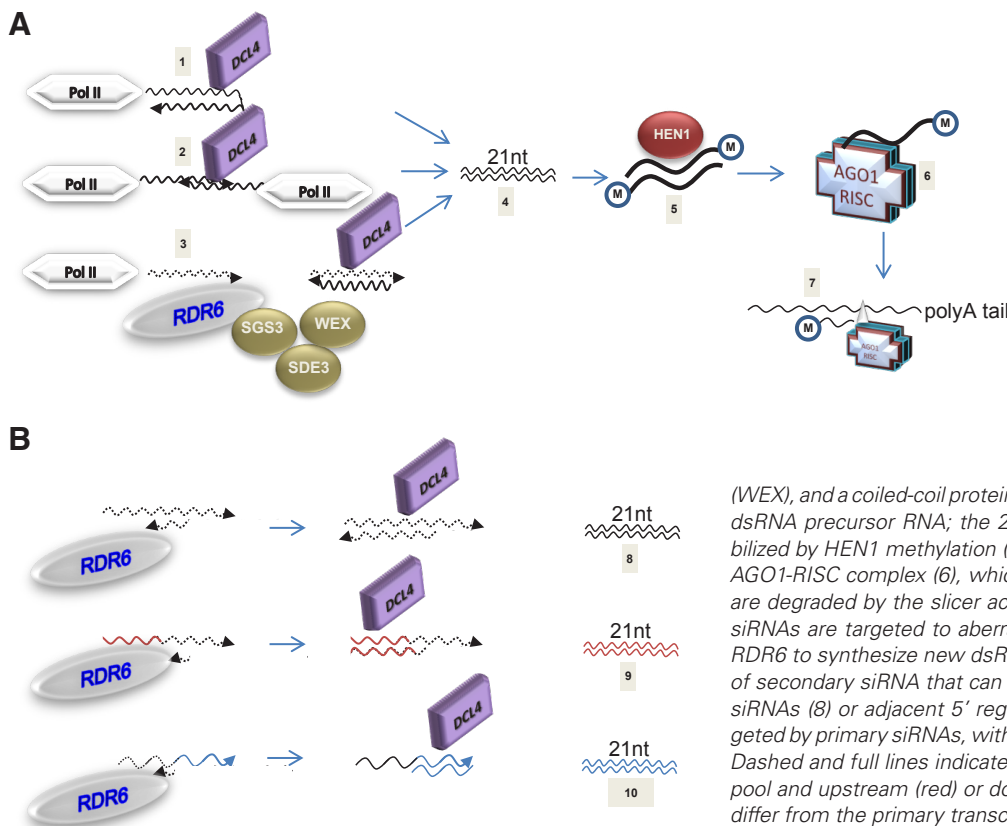 A
1
DCL4
Pol II
2
DCL4
Pol II
Pol II
3
DCL4
Pol II
RDR6
SGS3
WEX
SDE3
21nt
4
HEN1
M
M
5
M
AGO1
RISC
6
7
polyA tail
M
AGO1
RISC
B
DCL4
RDR6
21nt
8
DCL4
RDR6
21nt
9
DCL4
RDR6
21nt
10
(WEX), and a coiled-coil protein
dsRNA precursor RNA; the 2
bilized by HEN1 methylation (
AGO1-RISC complex (6), whic
are degraded by the slicer ac
siRNAs are targeted to aberr
RDR6 to synthesize new dsR
of secondary siRNA that can
siRNAs (8) or adjacent 5′ reg
geted by primary siRNAs, with
Dashed and full lines indicate
pool and upstream (red) or do
differ from the primary transc